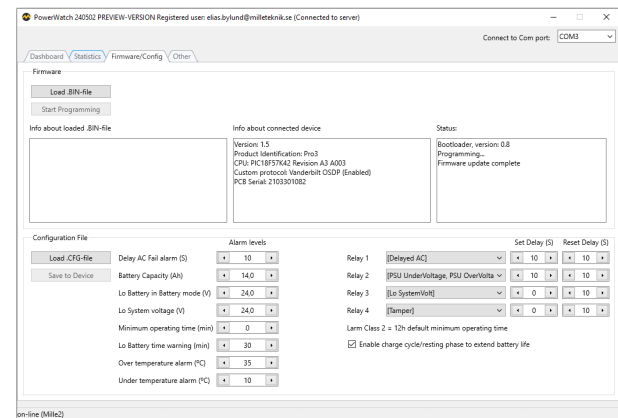 PowerWatch 240502 PREVIEW-VERSION Registered user: elias.bylund@milleteknik.se (Connected to server)
Connect to Com port: COM3
Dashboard Statistics Firmware/Config Other
Firmware
Load .BIN-file
Start Programming
Info about loaded .BIN-file Info about connected device Status:
Version: 1.5 Bootloader, version: 0.8
Product Identification: Pro3 Programming...
CPU: PIC18F57K42 Revision A3 A003 Firmware update complete
Custom protocol: Vanderbilt OSDP (Enabled)
PCB Serial: 2103301082
Configuration File Alarm levels Set Delay (S) Reset Delay (S)
Load .CFG-file Delay AC Fail alarm (S) 10 Relay 1 [Delayed AC] 10 10
Save to Device Battery Capacity (Ah) 14,0 Relay 2 [PSU UnderVoltage, PSU OverVolta 10 10
Lo Battery in Battery mode (V) 24,0 Relay 3 [Lo SystemVolt] 0 10
Lo System voltage (V) 24,0 Relay 4 [Tamper] 0 10
Minimum operating time (min) 0 Larm Class 2 = 12h default minimum operating time
Lo Battery time warning (min) 30 Enable charge cycle/resting phase to extend battery life
Over temperature alarm (ºC) 35
Under temperature alarm (ºC) 10
on-line (Mille2)